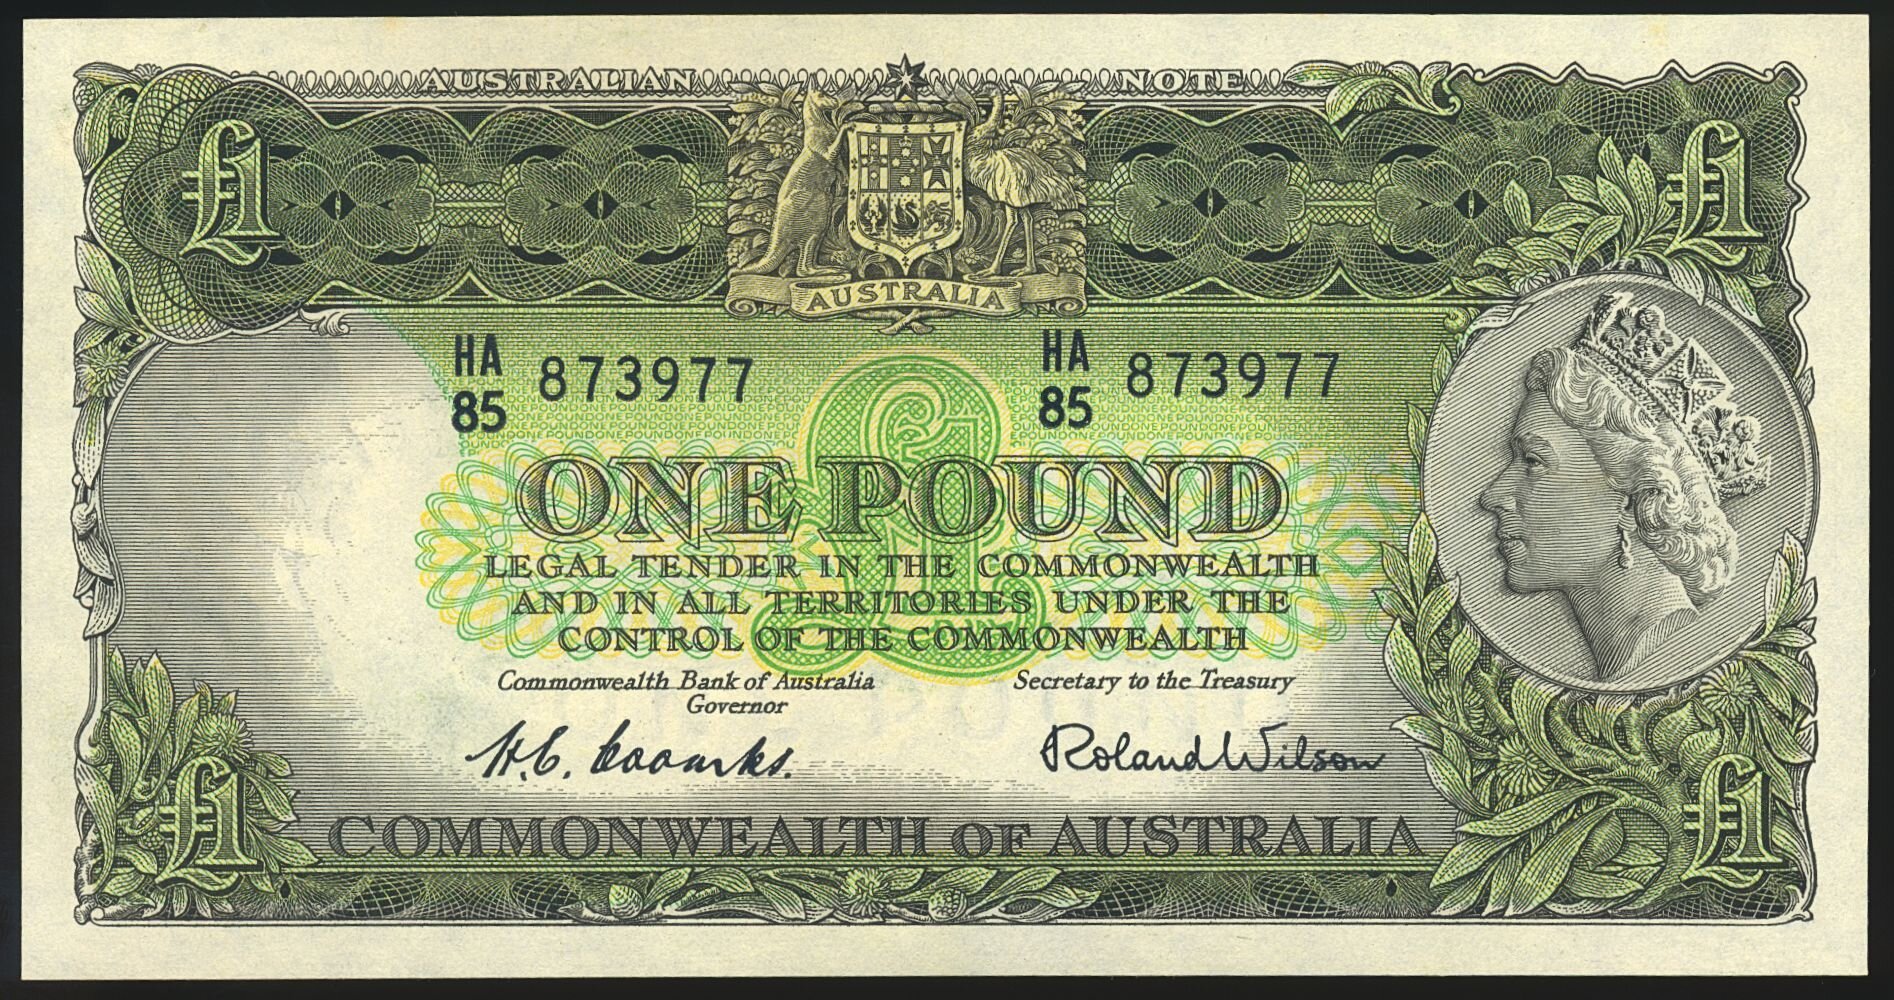 AUSTRALIAN NOTE
£1 £1
AUSTRALIA
HA 85 873977 HA 85 873977
£1
ONE POUND
LEGAL TENDER IN THE COMMONWEALTH
AND IN ALL TERRITORIES UNDER THE
CONTROL OF THE COMMONWEALTH
Commonwealth Bank of Australia Secretary to the Treasury
Governor
H.C. Coombs. Roland Wilson
£1 £1
COMMONWEALTH OF AUSTRALIA